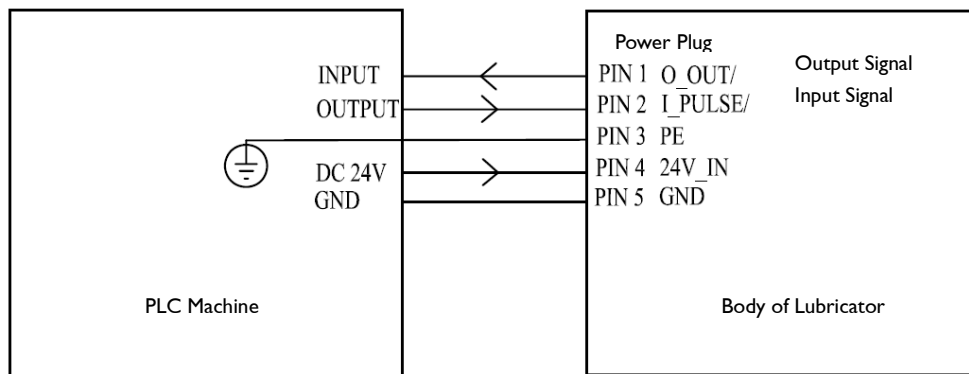 Power Plug
INPUT
PIN 1 O_OUT/
Output Signal
OUTPUT
PIN 2 I_PULSE/
Input Signal
PIN 3 PE
DC 24V
PIN 4 24V_IN
GND
PIN 5 GND
PLC Machine
Body of Lubricator